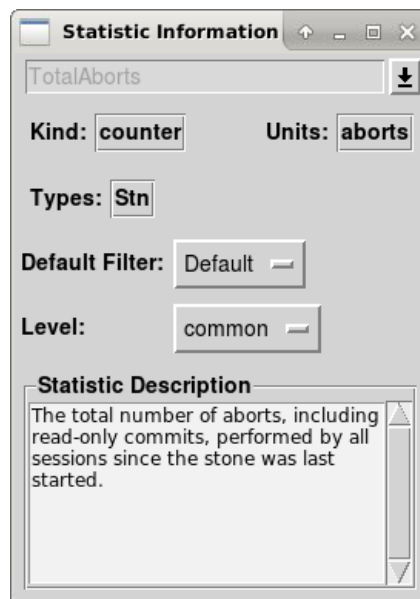 Statistic Information
TotalAborts
Kind: counter Units: aborts
Types: Stn
Default Filter: Default
Level: common
Statistic Description
The total number of aborts, including
read-only commits, performed by all
sessions since the stone was last
started.